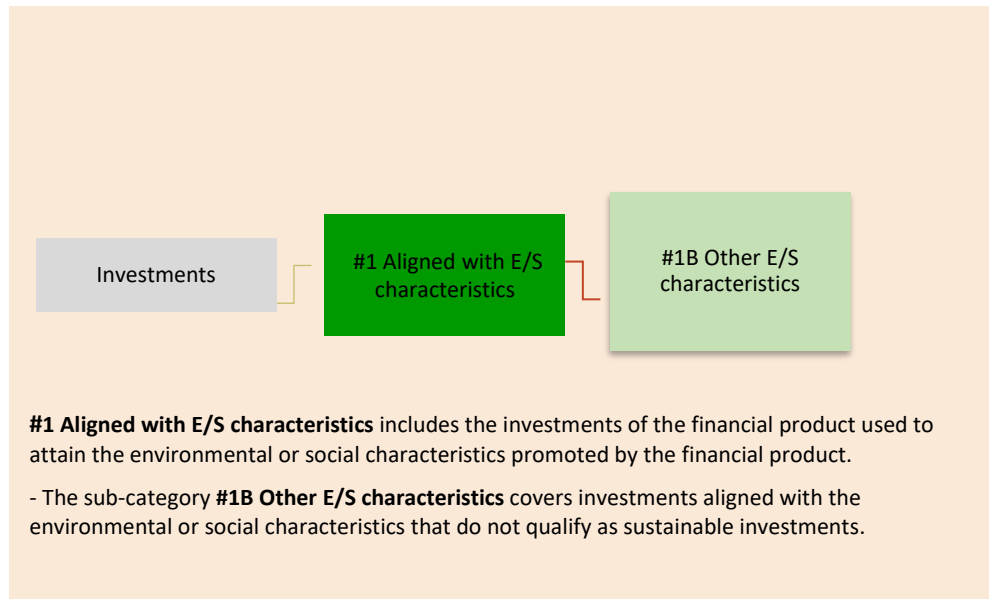 Investments
#1 Aligned with E/S
characteristics
#1B Other E/S
characteristics
#1 Aligned with E/S characteristics includes the investments of the financial product used to
attain the environmental or social characteristics promoted by the financial product.
- The sub-category #1B Other E/S characteristics covers investments aligned with the
environmental or social characteristics that do not qualify as sustainable investments.